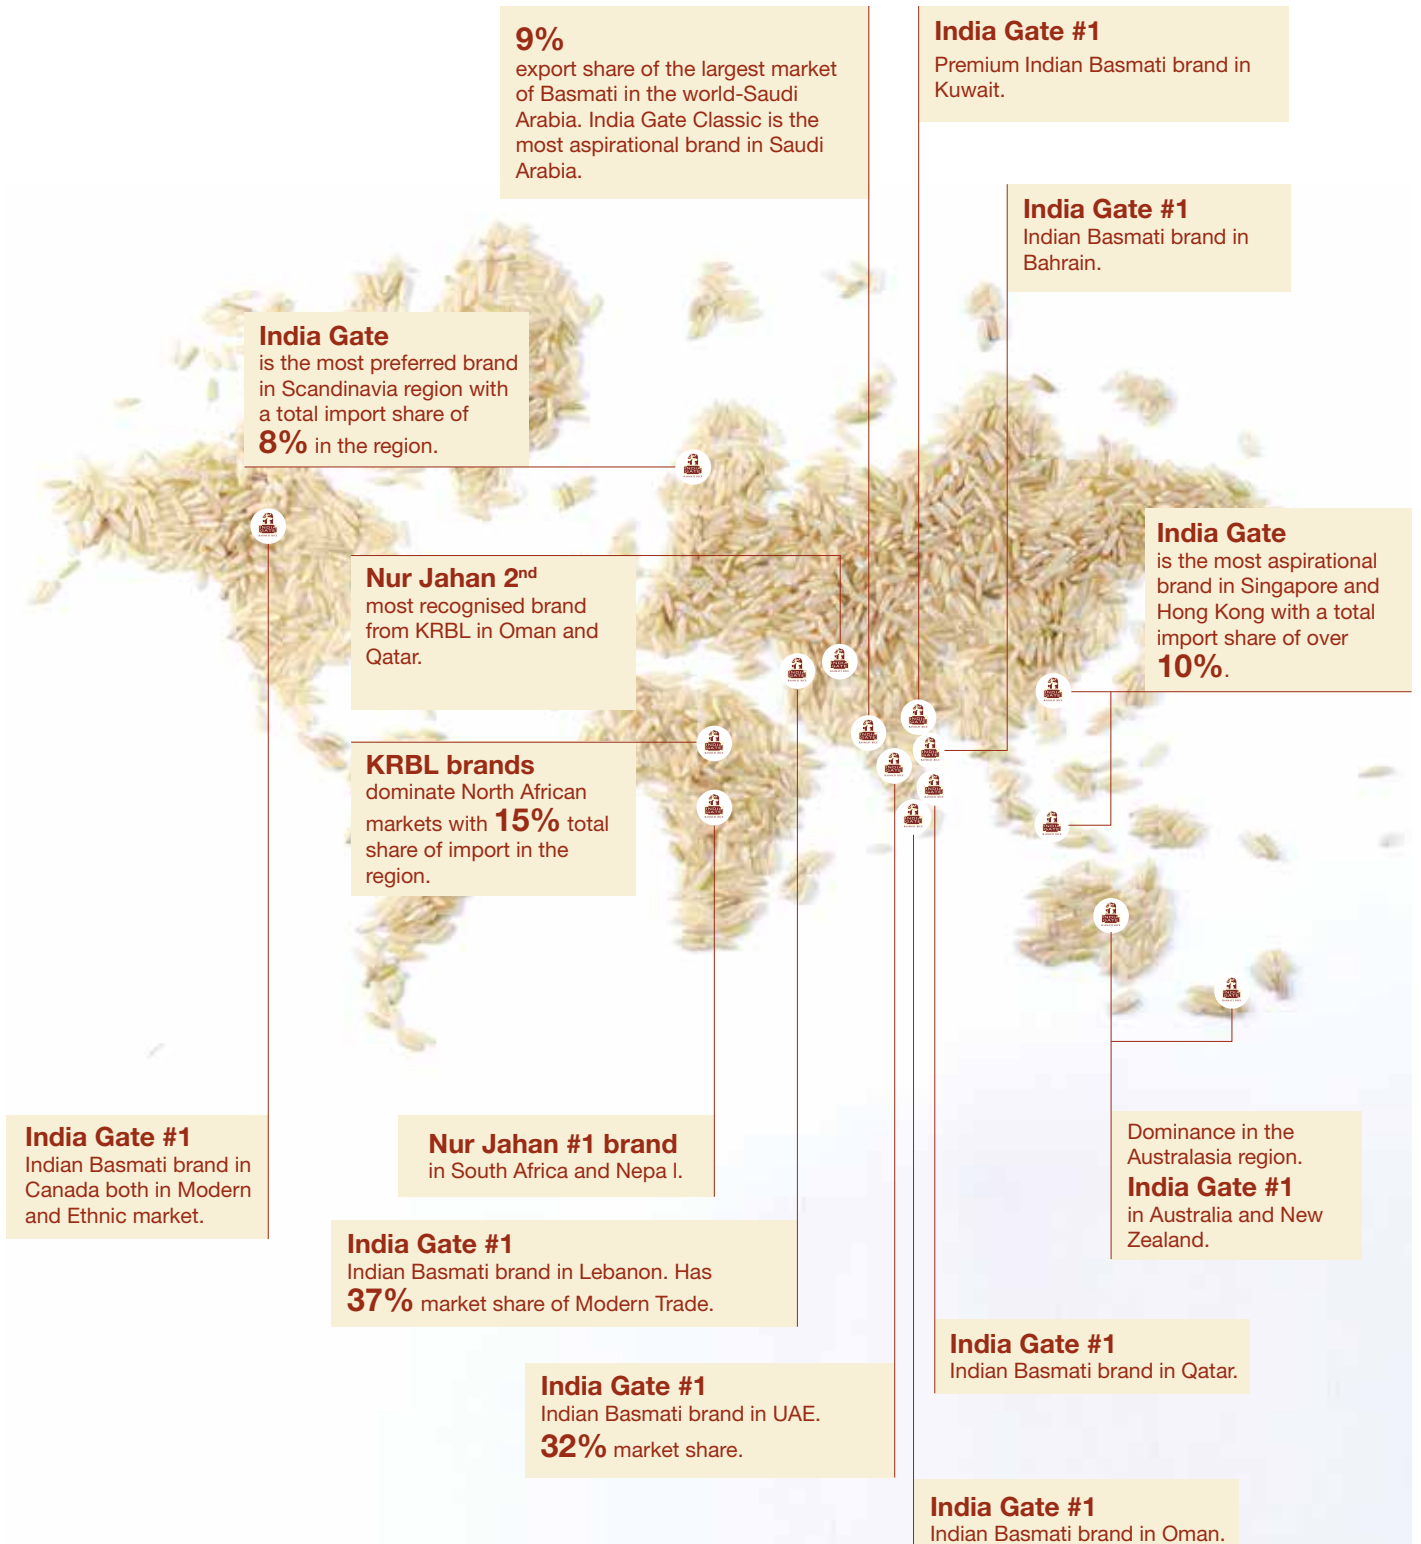 9%
export share of the largest market
of Basmati in the world-Saudi
Arabia. India Gate Classic is the
most aspirational brand in Saudi
Arabia.
India Gate #1
Premium Indian Basmati brand in
Kuwait.
India Gate #1
Indian Basmati brand in
Bahrain.
India Gate
is the most preferred brand
in Scandinavia region with
a total import share of
8% in the region.
India Gate
is the most aspirational
brand in Singapore and
Hong Kong with a total
import share of over
10%.
Nur Jahan 2nd
most recognised brand
from KRBL in Oman and
Qatar.
KRBL brands
dominate North African
markets with 15% total
share of import in the
region.
India Gate #1
Indian Basmati brand in
Canada both in Modern
and Ethnic market.
Nur Jahan #1 brand
in South Africa and Nepa l.
Dominance in the
Australasia region.
India Gate #1
in Australia and New
Zealand.
India Gate #1
Indian Basmati brand in Lebanon. Has
37% market share of Modern Trade.
India Gate #1
Indian Basmati brand in Qatar.
India Gate #1
Indian Basmati brand in UAE.
32% market share.
India Gate #1
Indian Basmati brand in Oman.